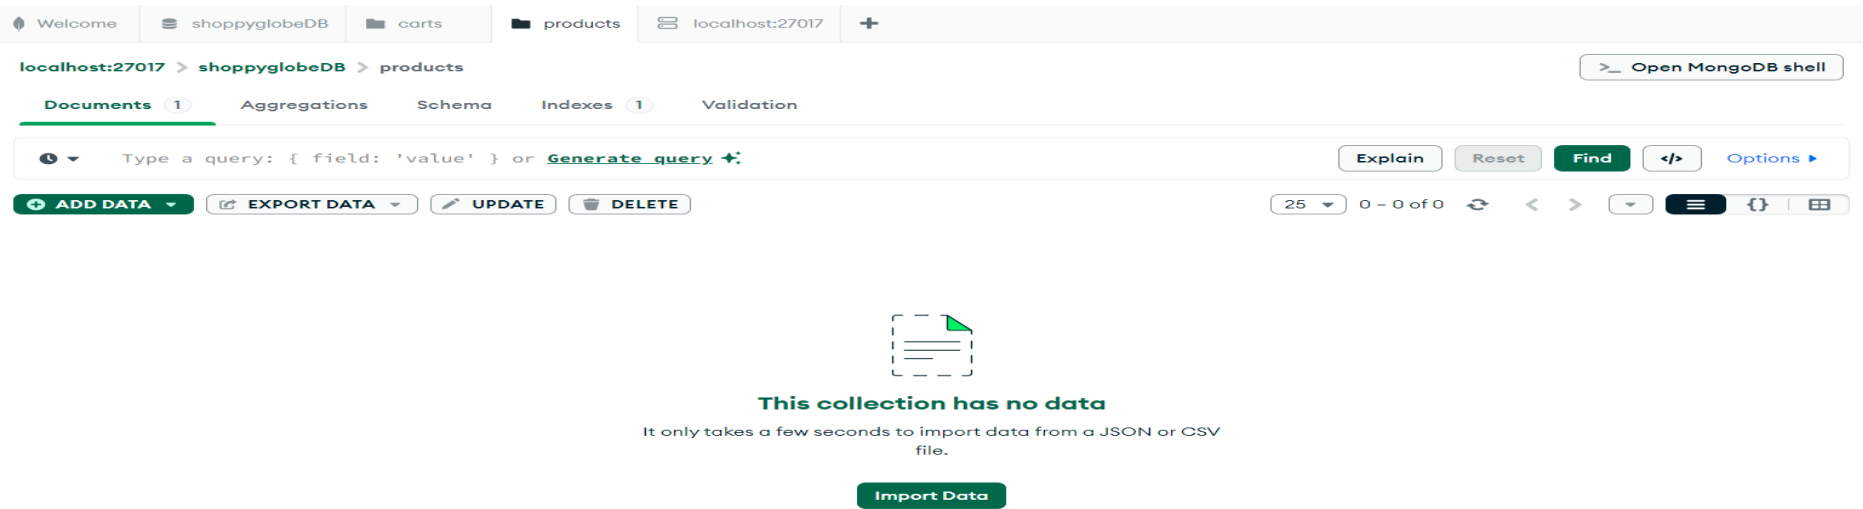 Welcome shoppyglobeDB carts products localhost:27017
localhost:27017 > shoppyglobeDB > products >_ Open MongoDB shell
Documents 1 Aggregations Schema Indexes 1 Validation
Type a query: { field: 'value' } or Generate query Explain Reset Find </> Options
ADD DATA EXPORT DATA UPDATE DELETE 25 0 – 0 of 0 {}
This collection has no data
It only takes a few seconds to import data from a JSON or CSV
file.
Import Data